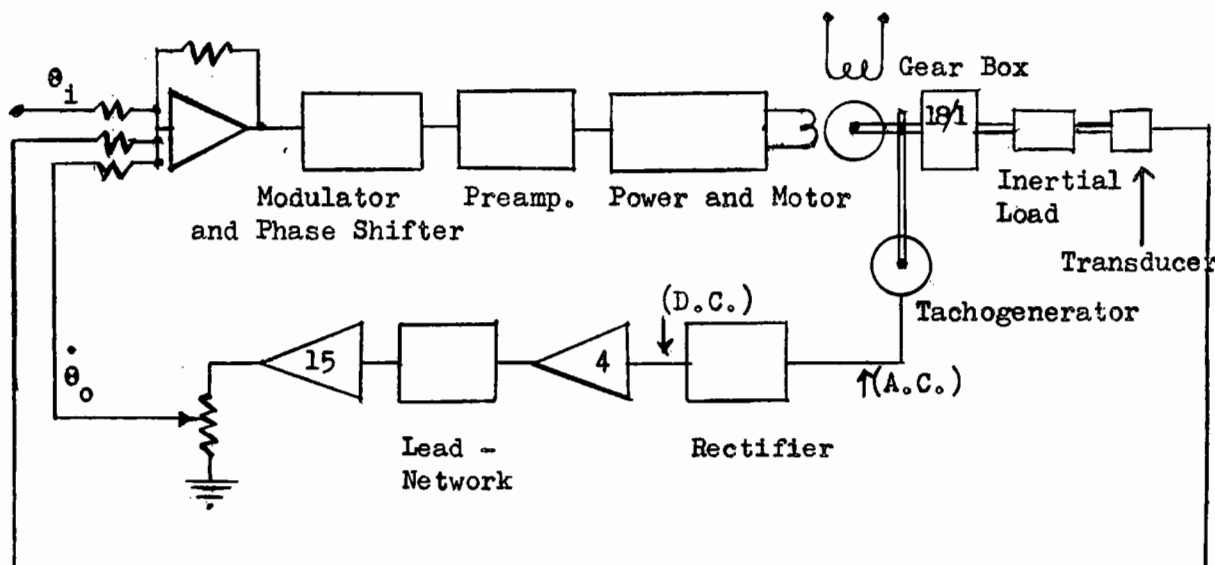 θi
Gear Box
18/1
Modulator
and Phase Shifter
Preamp.
Power and Motor
Inertial
Load
Transducer
Tachogenerator
(D.C.)
(A.C.)
15
4
θ̇o
Lead -
Network
Rectifier